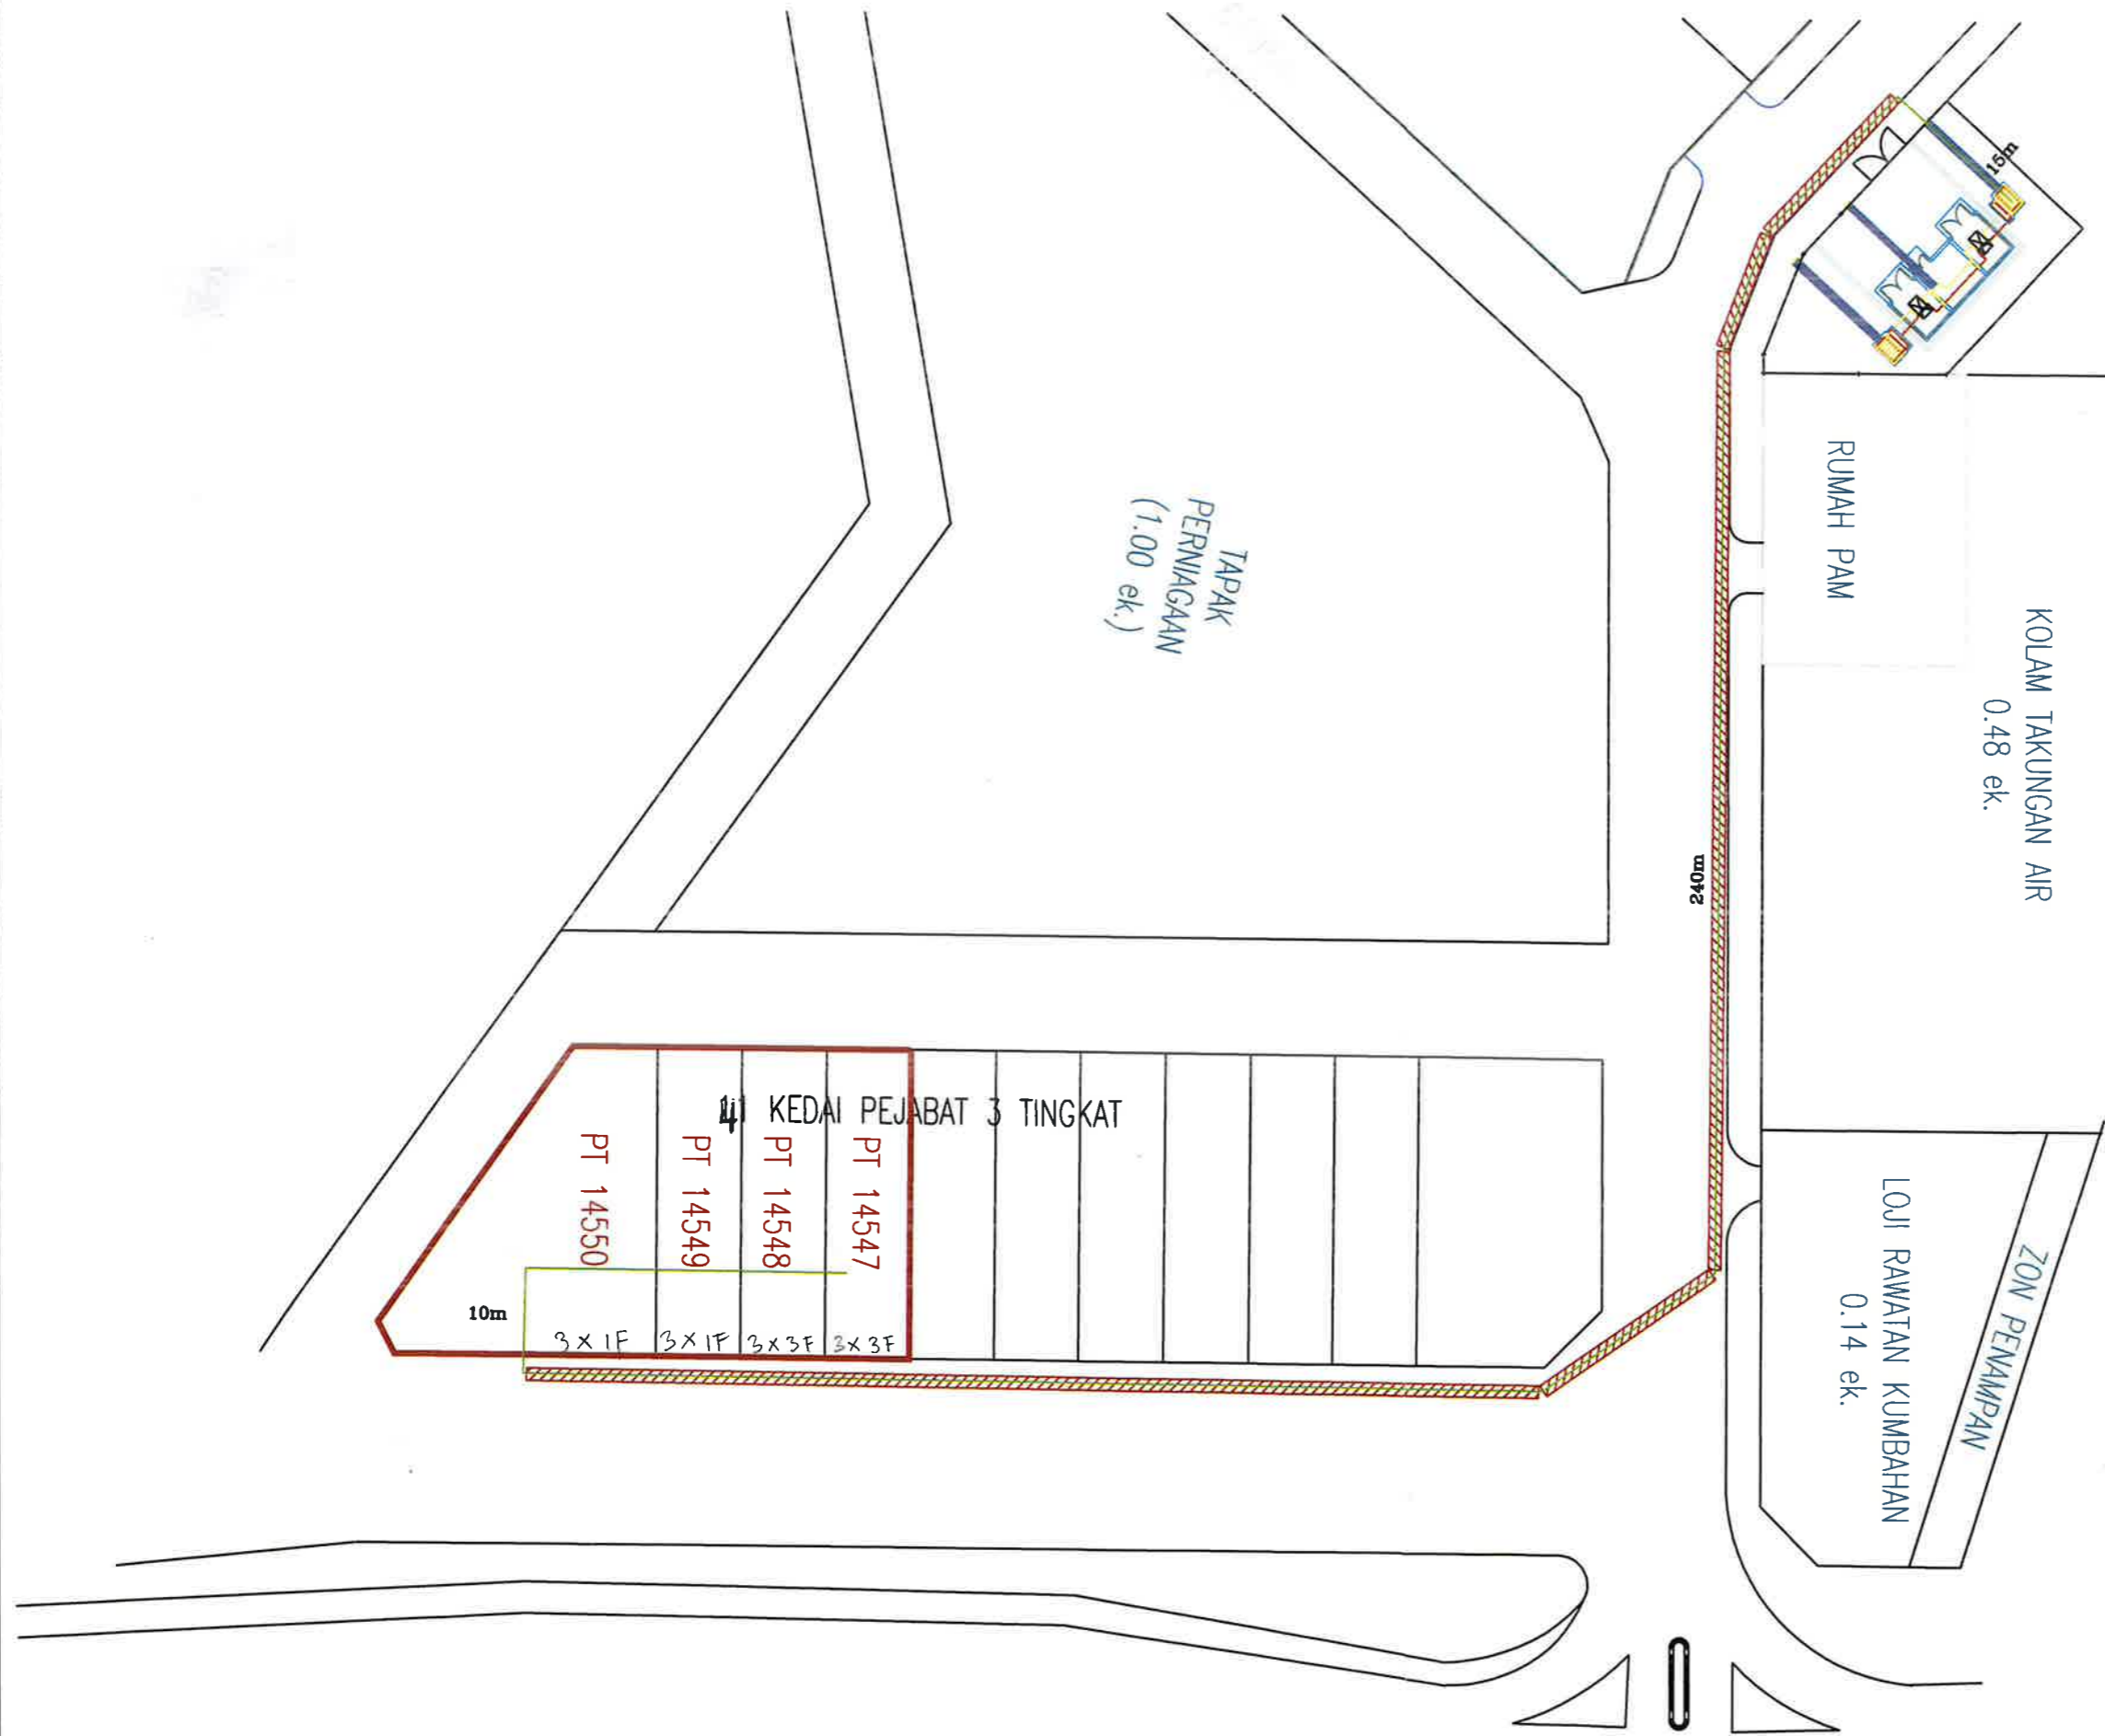 15m
RUMAH PAM
KOLAM TAKUNGAN AIR
0.48 ek.
TAPAK
PERNIAGAAN
(1.00 ek.)
240m
KEDAI PEJABAT 3 TINGKAT
PT 14550
PT 14549
PT 14548
PT 14547
10m
3 x 1F
3 x 1F
3 x 3F
3 x 3F
LOJI RAWATAN KUMBAHAN
0.14 ek.
ZON PENAMPAN